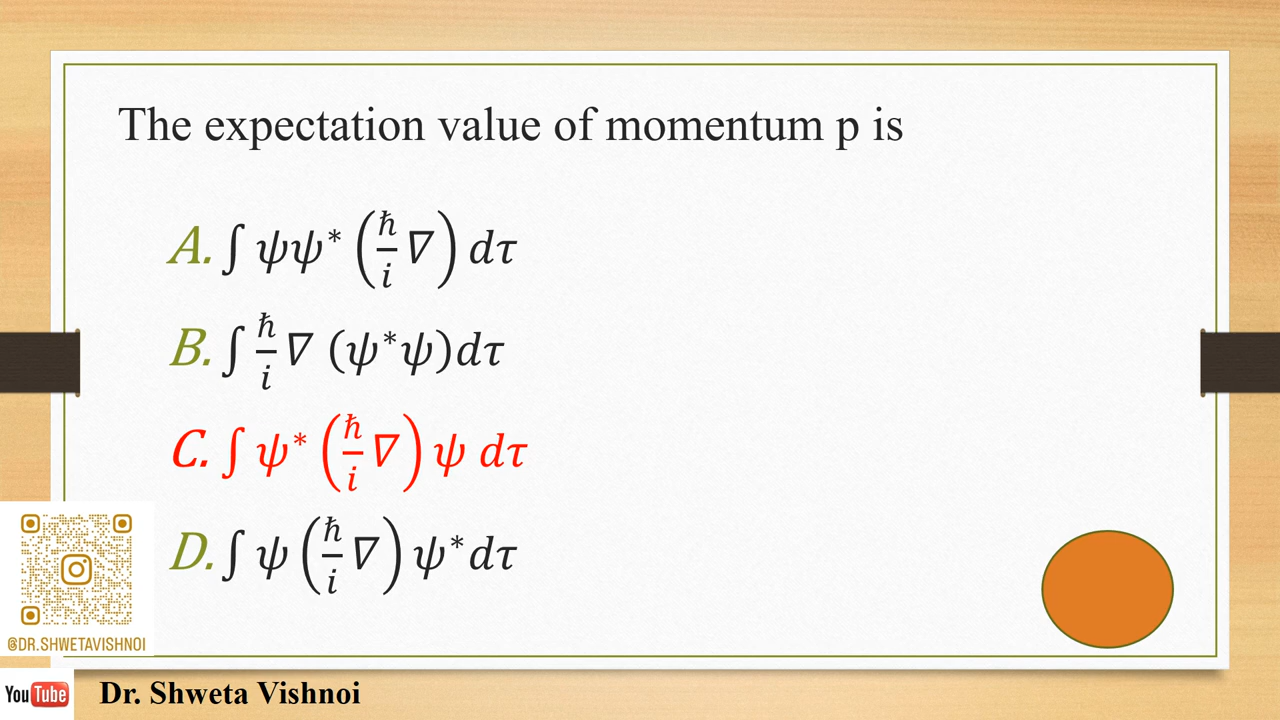 The expectation value of momentum p is
A. ∫ ψψ* (ħ/i ∇) dτ
B. ∫ ħ/i ∇ (ψ*ψ)dτ
C. ∫ ψ* (ħ/i ∇) ψ dτ
D. ∫ ψ (ħ/i ∇) ψ*dτ
@DR.SHWETAVISHNOI
YouTube Dr. Shweta Vishnoi